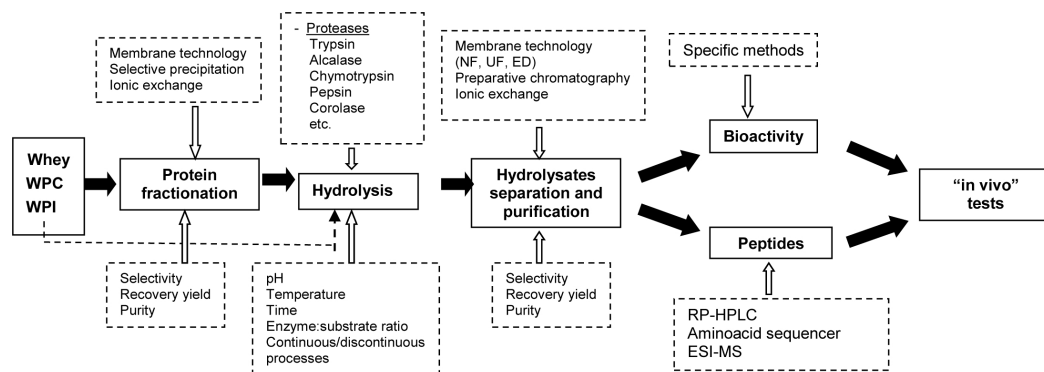 Membrane technology
Selective precipitation
Ionic exchange
- Proteases
Trypsin
Alcalase
Chymotrypsin
Pepsin
Corolase
etc.
Membrane technology
(NF, UF, ED)
Preparative chromatography
Ionic exchange
Specific methods
Whey
WPC
WPI
Protein
fractionation
Hydrolysis
Hydrolysates
separation and
purification
Bioactivity
Peptides
"in vivo"
tests
Selectivity
Recovery yield
Purity
pH
Temperature
Time
Enzyme:substrate ratio
Continuous/discontinuous
processes
Selectivity
Recovery yield
Purity
RP-HPLC
Aminoacid sequencer
ESI-MS